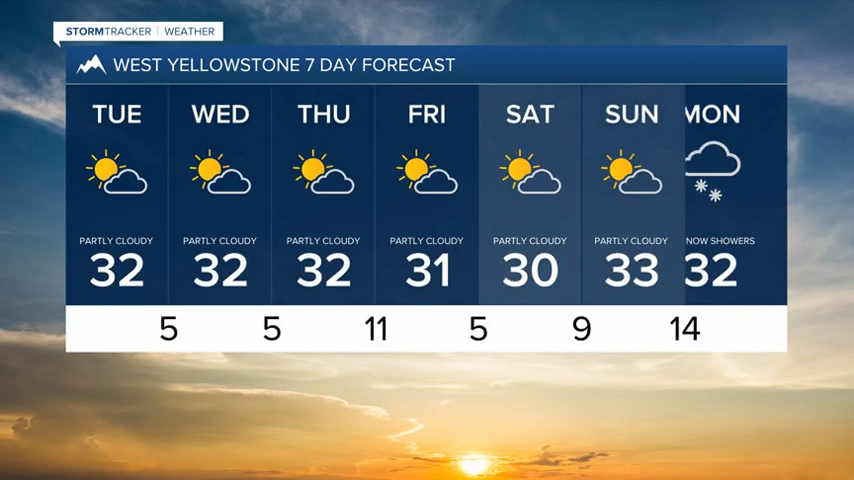 STORMTRACKER | WEATHER
WEST YELLOWSTONE 7 DAY FORECAST
TUE WED THU FRI SAT SUN MON
PARTLY CLOUDY PARTLY CLOUDY PARTLY CLOUDY PARTLY CLOUDY PARTLY CLOUDY PARTLY CLOUDY NOW SHOWERS
32 32 32 31 30 33 32
5 5 11 5 9 14